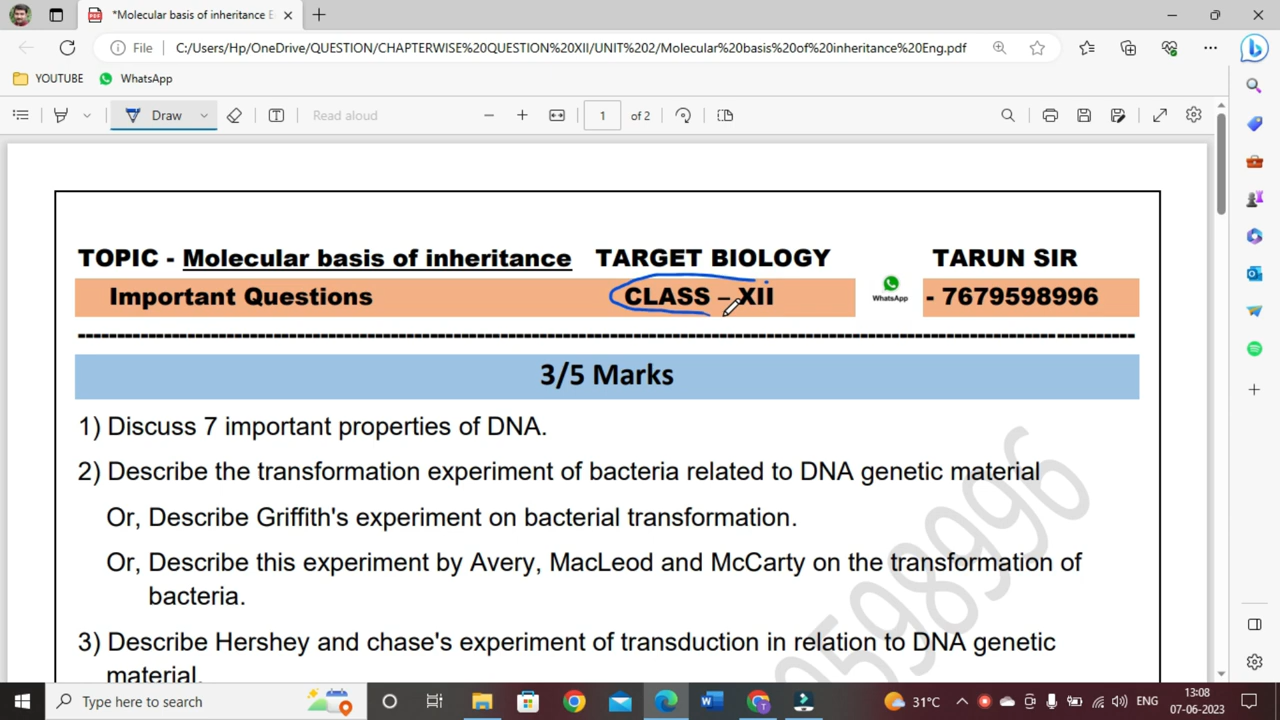 *Molecular basis of inheritance E
File
C:/Users/Hp/OneDrive/QUESTION/CHAPTERWISE%20QUESTION%20XII/UNIT%202/Molecular%20basis%20of%20inheritance%20Eng.pdf
YOUTUBE WhatsApp
Draw Read aloud 1 of 2
TOPIC - Molecular basis of inheritance TARGET BIOLOGY TARUN SIR
Important Questions CLASS – XII WhatsApp - 7679598996
3/5 Marks
1) Discuss 7 important properties of DNA.
2) Describe the transformation experiment of bacteria related to DNA genetic material
Or, Describe Griffith's experiment on bacterial transformation.
Or, Describe this experiment by Avery, MacLeod and McCarty on the transformation of
bacteria.
3) Describe Hershey and chase's experiment of transduction in relation to DNA genetic
material.
9598996
Type here to search 31°C ENG 13:08
07-06-2023